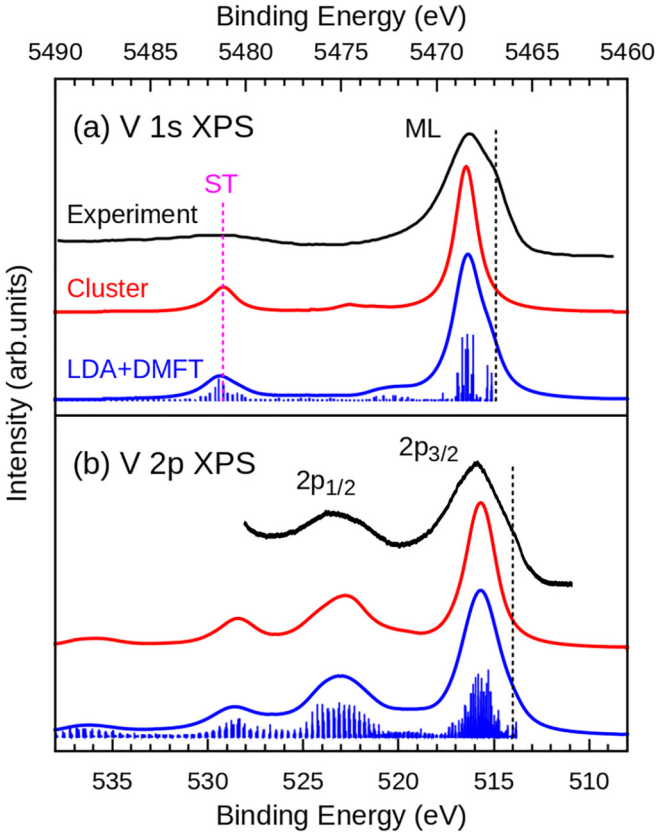 Binding Energy (eV)
5490 5485 5480 5475 5470 5465 5460
(a) V 1s XPS
ML
ST
Experiment
Cluster
LDA+DMFT
Intensity (arb.units)
(b) V 2p XPS
2p3/2
2p1/2
535 530 525 520 515 510
Binding Energy (eV)